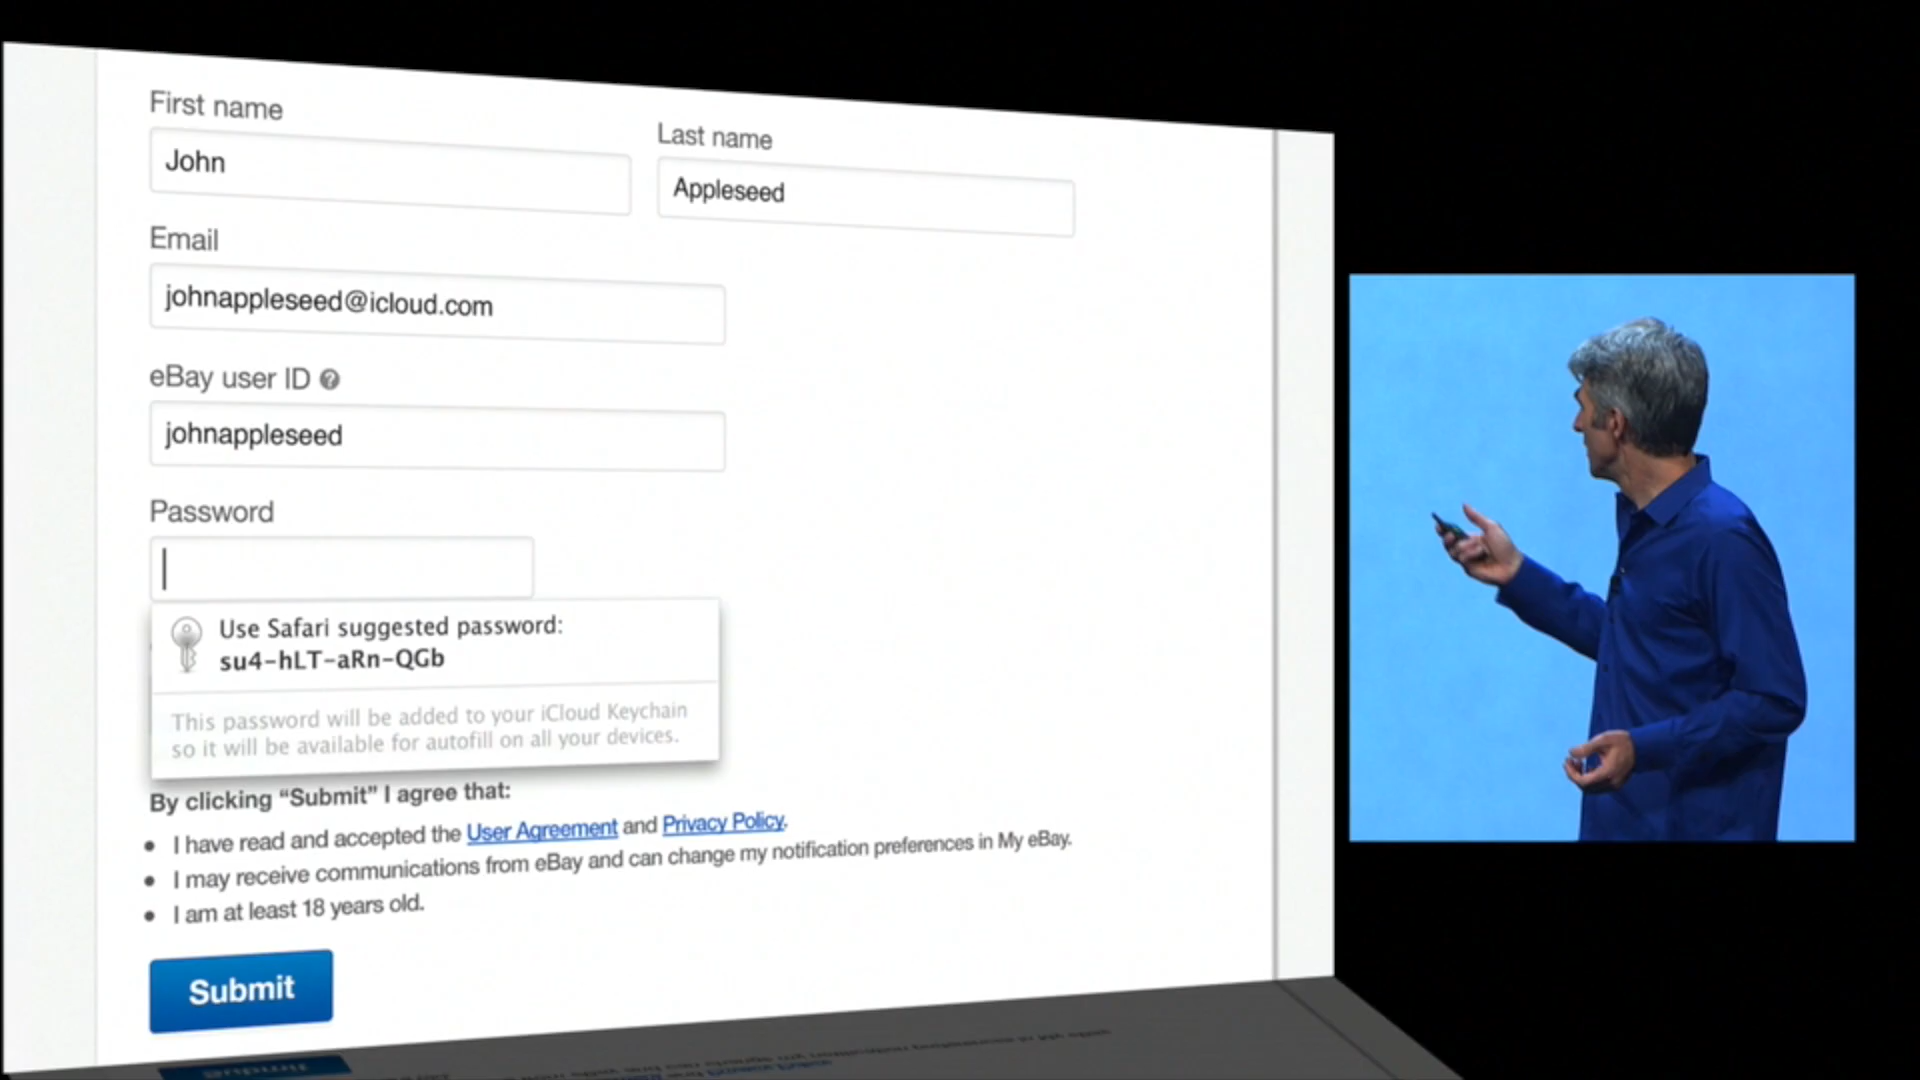 First name
Last name
John
Appleseed
Email
johnappleseed@icloud.com
eBay user ID
johnappleseed
Password
Use Safari suggested password:
su4-hLT-aRn-QGb
This password will be added to your iCloud Keychain
so it will be available for autofill on all your devices.
By clicking “Submit” I agree that:
• I have read and accepted the User Agreement and Privacy Policy.
• I may receive communications from eBay and can change my notification preferences in My eBay.
• I am at least 18 years old.
Submit